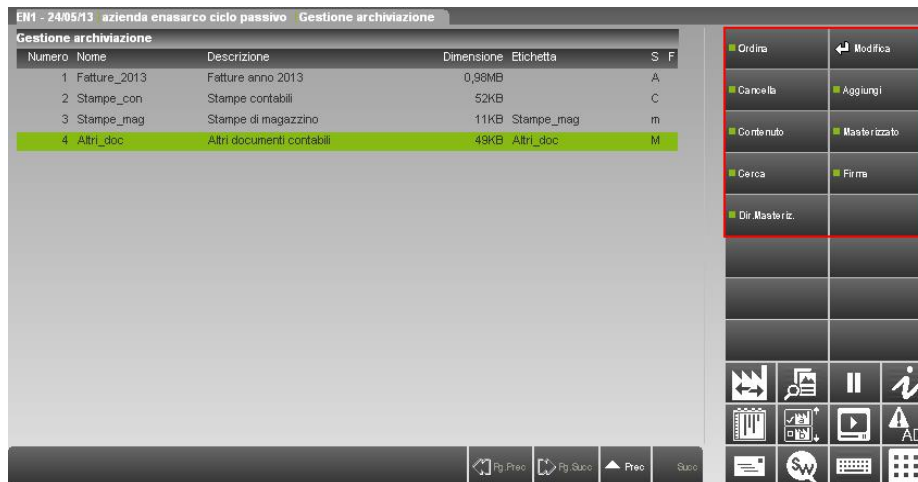 EN1 - 24/05/13 azienda enasarco ciclo passivo Gestione archiviazione
Gestione archiviazione
Numero Nome Descrizione Dimensione Etichetta S F
1 Fatture_2013 Fatture anno 2013 0,98MB A
2 Stampe_con Stampe contabili 52KB C
3 Stampe_mag Stampe di magazzino 11KB Stampe_mag m
4 Altri_doc Altri documenti contabili 49KB Altri_doc M
Ordina Modifica
Cancella Aggiungi
Contenuto Masterizzato
Cerca Firma
Dir.Masteriz.
Pg.Prec Pg.Succ Prec Succ
AD
SW